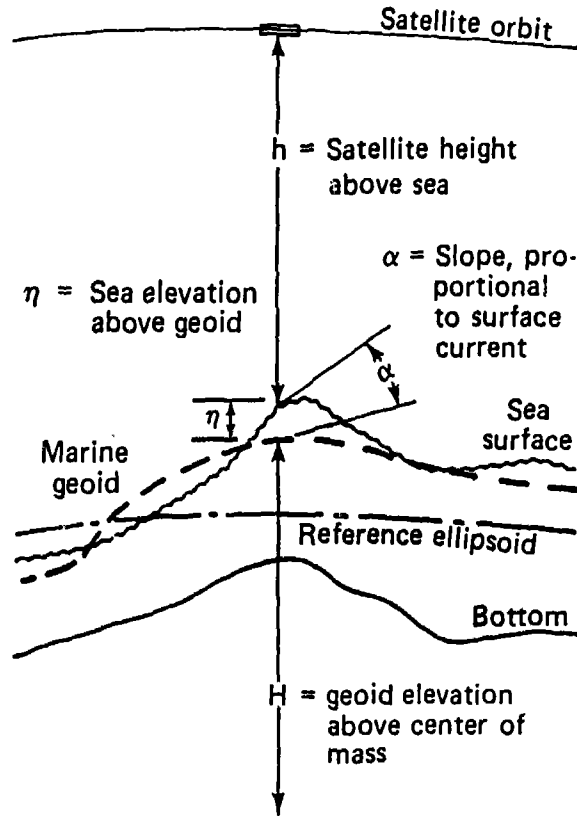 Satellite orbit
h = Satellite height
above sea
α = Slope, pro-
portional
to surface
current
η = Sea elevation
above geoid
α
η
Sea
surface
Marine
geoid
Reference ellipsoid
Bottom
H = geoid elevation
above center of
mass